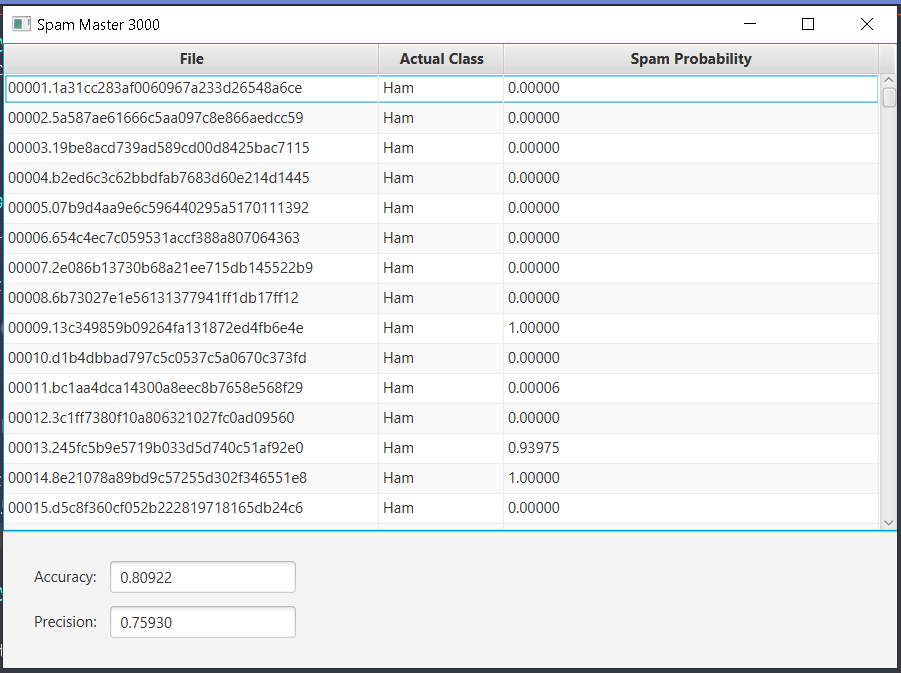 Spam Master 3000
File Actual Class Spam Probability
00001.1a31cc283af0060967a233d26548a6ce Ham 0.00000
00002.5a587ae61666c5aa097c8e866aedcc59 Ham 0.00000
00003.19be8acd739ad589cd00d8425bac7115 Ham 0.00000
00004.b2ed6c3c62bbdfab7683d60e214d1445 Ham 0.00000
00005.07b9d4aa9e6c596440295a5170111392 Ham 0.00000
00006.654c4ec7c059531accf388a807064363 Ham 0.00000
00007.2e086b13730b68a21ee715db145522b9 Ham 0.00000
00008.6b73027e1e56131377941ff1db17ff12 Ham 0.00000
00009.13c349859b09264fa131872ed4fb6e4e Ham 1.00000
00010.d1b4dbbad797c5c0537c5a0670c373fd Ham 0.00000
00011.bc1aa4dca14300a8eec8b7658e568f29 Ham 0.00006
00012.3c1ff7380f10a806321027fc0ad09560 Ham 0.00000
00013.245fc5b9e5719b033d5d740c51af92e0 Ham 0.93975
00014.8e21078a89bd9c57255d302f346551e8 Ham 1.00000
00015.d5c8f360cf052b222819718165db24c6 Ham 0.00000
Accuracy: 0.80922
Precision: 0.75930